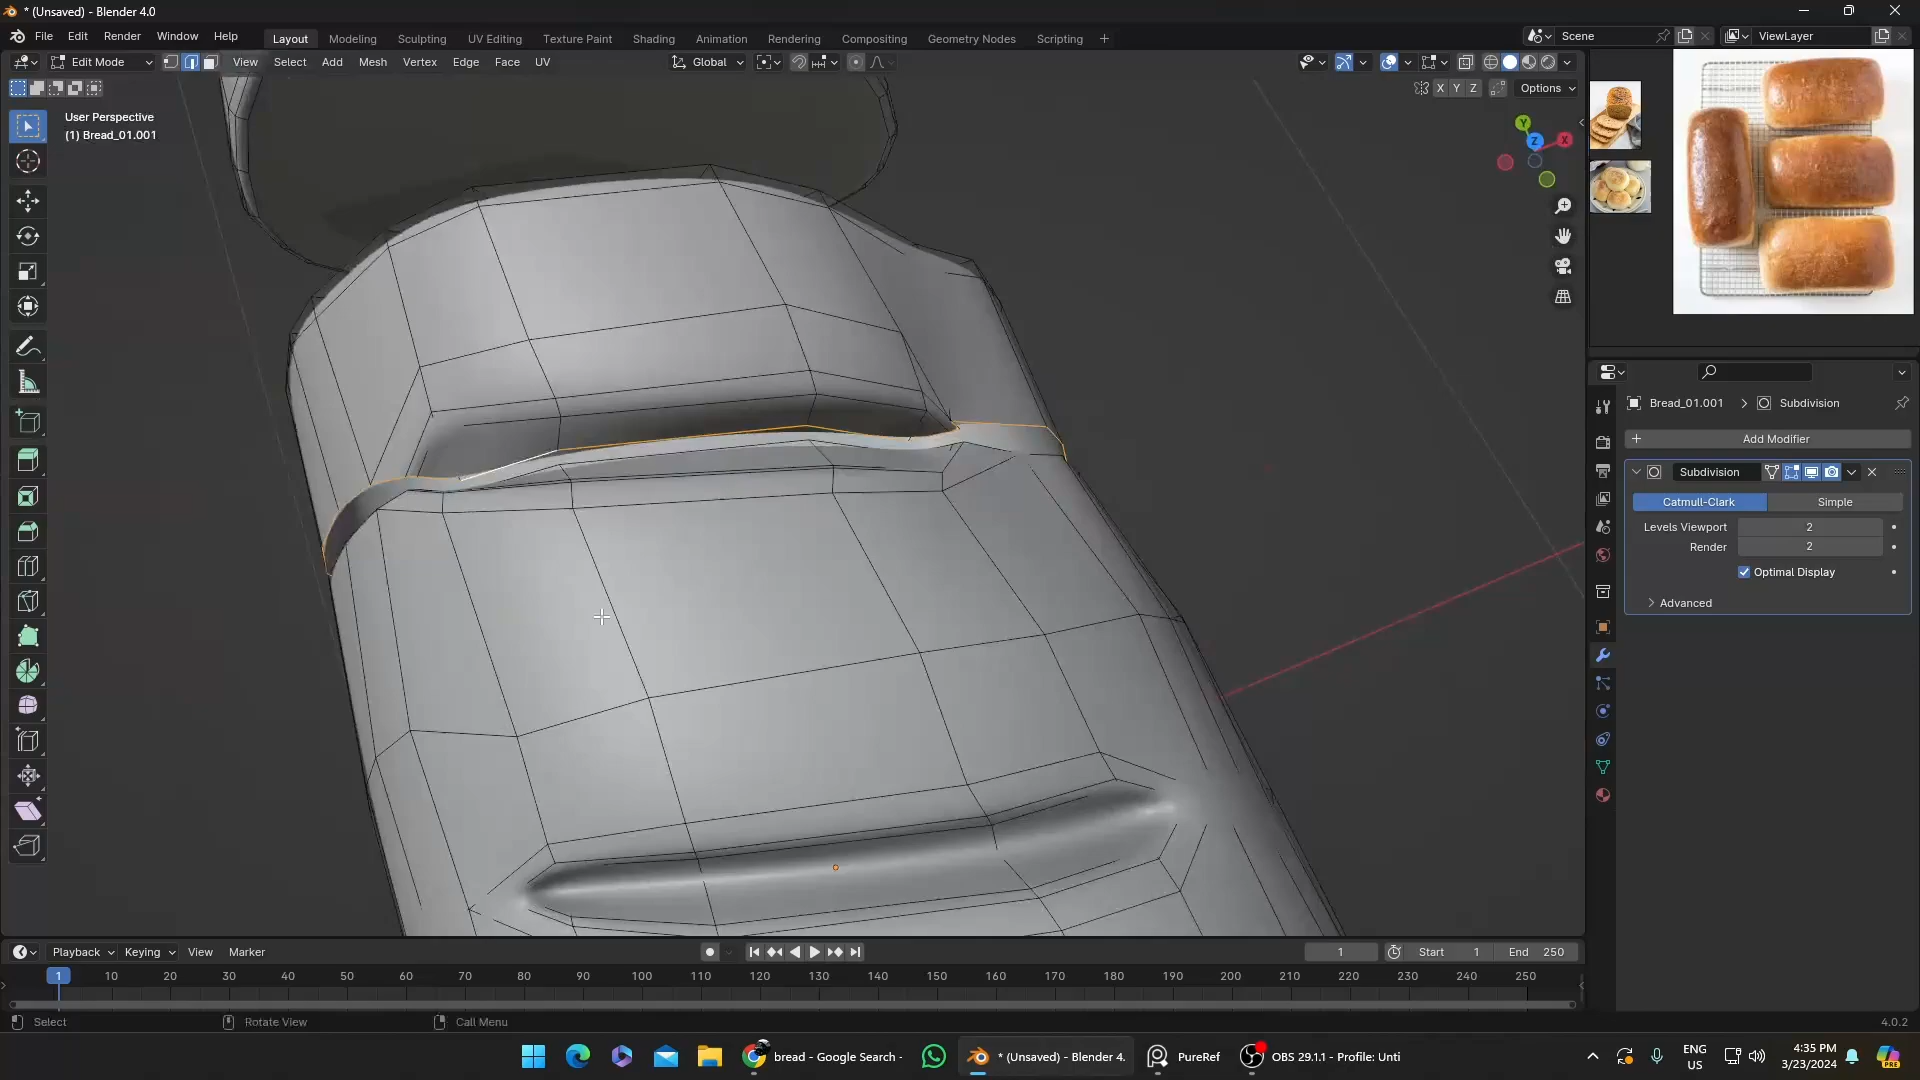 * (Unsaved) - Blender 4.0
File Edit Render Window Help
Layout Modeling Sculpting UV Editing Texture Paint Shading Animation Rendering Compositing Geometry Nodes Scripting +
Scene
ViewLayer
Edit Mode
View Select Add Mesh Vertex Edge Face UV
Global
X Y Z
Options
User Perspective
(1) Bread_01.001
Y
Z
X
Bread_01.001 > Subdivision
Add Modifier
Subdivision
Catmull-Clark Simple
Levels Viewport 2
Render 2
Optimal Display
Advanced
Playback Keying View Marker
1
Start 1
End 250
1 10 20 30 40 50 60 70 80 90 100 110 120 130 140 150 160 170 180 190 200 210 220 230 240 250
Select
Rotate View
Call Menu
4.0.2
bread - Google Search -
* (Unsaved) - Blender 4.
PureRef
OBS 29.1.1 - Profile: Unti
ENG
US
4:35 PM
3/23/2024
PRE